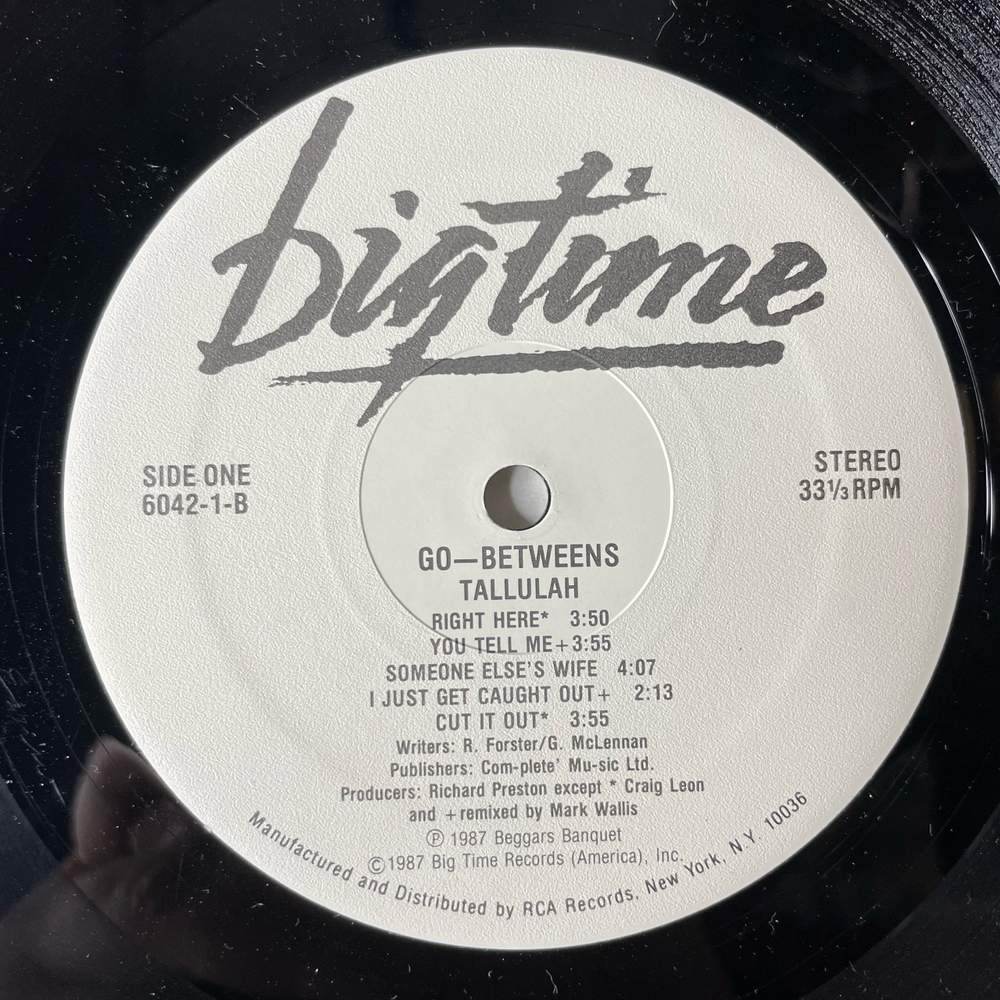 bigtime
SIDE ONE
6042-1-B
STEREO
33⅓ RPM
GO—BETWEENS
TALLULAH
RIGHT HERE* 3:50
YOU TELL ME+ 3:55
SOMEONE ELSE'S WIFE 4:07
I JUST GET CAUGHT OUT+ 2:13
CUT IT OUT* 3:55
Writers: R. Forster/G. McLennan
Publishers: Com-plete' Mu-sic Ltd.
Producers: Richard Preston except * Craig Leon
and + remixed by Mark Wallis
Ⓟ 1987 Beggars Banquet
©1987 Big Time Records (America), Inc.
Manufactured and Distributed by RCA Records, New York, N.Y. 10036